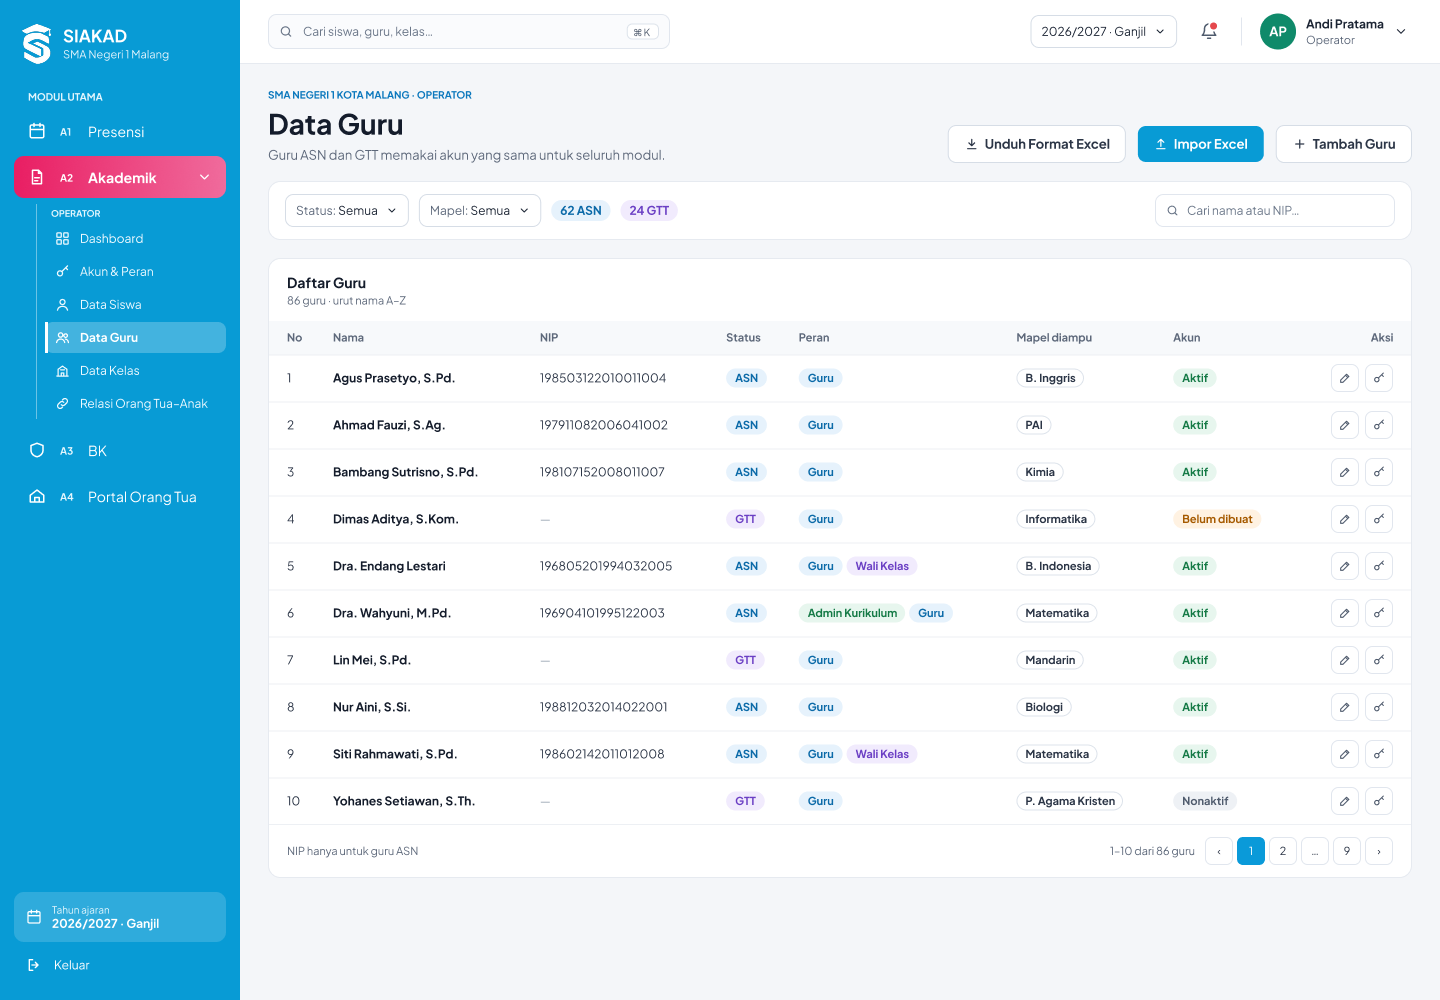 SIAKAD
SMA Negeri 1 Malang
MODUL UTAMA
A1 Presensi
A2 Akademik
OPERATOR
Dashboard
Akun & Peran
Data Siswa
Data Guru
Data Kelas
Relasi Orang Tua–Anak
A3 BK
A4 Portal Orang Tua
Tahun ajaran
2026/2027 · Ganjil
Keluar
Cari siswa, guru, kelas... ⌘K
2026/2027 · Ganjil
AP
Andi Pratama
Operator
SMA NEGERI 1 KOTA MALANG · OPERATOR
Data Guru
Guru ASN dan GTT memakai akun yang sama untuk seluruh modul.
Unduh Format Excel
Impor Excel
Tambah Guru
Status: Semua
Mapel: Semua
62 ASN
24 GTT
Cari nama atau NIP...
Daftar Guru
86 guru · urut nama A–Z
No Nama NIP Status Peran Mapel diampu Akun Aksi
1 Agus Prasetyo, S.Pd. 198503122010011004 ASN Guru B. Inggris Aktif
2 Ahmad Fauzi, S.Ag. 197911082006041002 ASN Guru PAI Aktif
3 Bambang Sutrisno, S.Pd. 198107152008011007 ASN Guru Kimia Aktif
4 Dimas Aditya, S.Kom. — GTT Guru Informatika Belum dibuat
5 Dra. Endang Lestari 196805201994032005 ASN Guru Wali Kelas B. Indonesia Aktif
6 Dra. Wahyuni, M.Pd. 196904101995122003 ASN Admin Kurikulum Guru Matematika Aktif
7 Lin Mei, S.Pd. — GTT Guru Mandarin Aktif
8 Nur Aini, S.Si. 198812032014022001 ASN Guru Biologi Aktif
9 Siti Rahmawati, S.Pd. 198602142011012008 ASN Guru Wali Kelas Matematika Aktif
10 Yohanes Setiawan, S.Th. — GTT Guru P. Agama Kristen Nonaktif
NIP hanya untuk guru ASN
1–10 dari 86 guru ‹ 1 2 … 9 ›